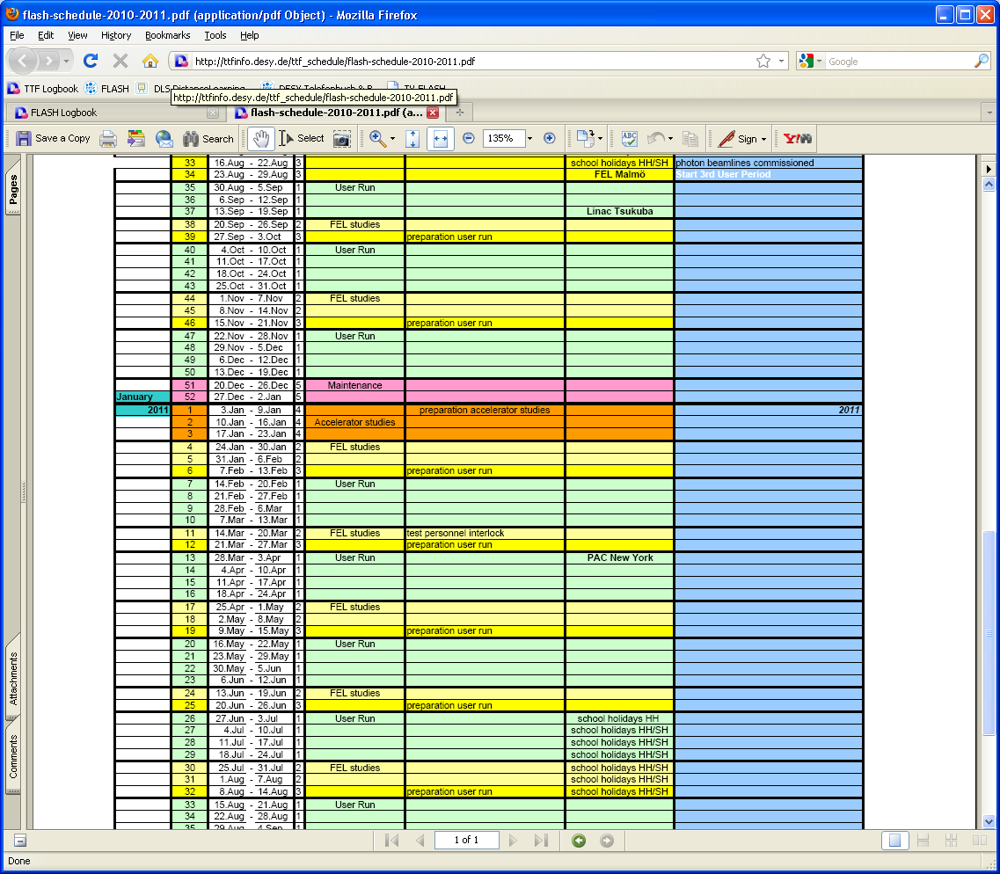 flash-schedule-2010-2011.pdf (application/pdf Object) - Mozilla Firefox
File Edit View History Bookmarks Tools Help
http://ttfinfo.desy.de/ttf_schedule/flash-schedule-2010-2011.pdf Google
TTF Logbook FLASH DLS DistanceLearning DESY Telefonbuch & R TV FLASH
http://ttfinfo.desy.de/ttf_schedule/flash-schedule-2010-2011.pdf
FLASH Logbook flash-schedule-2010-2011.pdf (a...
Save a Copy Search Select 135% ABC Sign Y!
Pages
33 16.Aug - 22.Aug 3 school holidays HH/SH photon beamlines commissioned
34 23.Aug - 29.Aug 3 FEL Malmö Start 3rd User Period
35 30.Aug - 5.Sep 1 User Run
36 6.Sep - 12.Sep 1
37 13.Sep - 19.Sep 1 Linac Tsukuba
38 20.Sep - 26.Sep 2 FEL studies
39 27.Sep - 3.Oct 3 preparation user run
40 4.Oct - 10.Oct 1 User Run
41 11.Oct - 17.Oct 1
42 18.Oct - 24.Oct 1
43 25.Oct - 31.Oct 1
44 1.Nov - 7.Nov 2 FEL studies
45 8.Nov - 14.Nov 2
46 15.Nov - 21.Nov 3 preparation user run
47 22.Nov - 28.Nov 1 User Run
48 29.Nov - 5.Dec 1
49 6.Dec - 12.Dec 1
50 13.Dec - 19.Dec 1
51 20.Dec - 26.Dec 5 Maintenance
January 52 27.Dec - 2.Jan 5
2011 1 3.Jan - 9.Jan 4 preparation accelerator studies 2011
2 10.Jan - 16.Jan 4 Accelerator studies
3 17.Jan - 23.Jan 4
4 24.Jan - 30.Jan 2 FEL studies
5 31.Jan - 6.Feb 2
6 7.Feb - 13.Feb 3 preparation user run
7 14.Feb - 20.Feb 1 User Run
8 21.Feb - 27.Feb 1
9 28.Feb - 6.Mar 1
10 7.Mar - 13.Mar 1
11 14.Mar - 20.Mar 2 FEL studies test personnel interlock
12 21.Mar - 27.Mar 3 preparation user run
13 28.Mar - 3.Apr 1 User Run PAC New York
14 4.Apr - 10.Apr 1
15 11.Apr - 17.Apr 1
16 18.Apr - 24.Apr 1
17 25.Apr - 1.May 2 FEL studies
18 2.May - 8.May 2
19 9.May - 15.May 3 preparation user run
20 16.May - 22.May 1 User Run
21 23.May - 29.May 1
22 30.May - 5.Jun 1
23 6.Jun - 12.Jun 1
24 13.Jun - 19.Jun 2 FEL studies
25 20.Jun - 26.Jun 3 preparation user run
26 27.Jun - 3.Jul 1 User Run school holidays HH
27 4.Jul - 10.Jul 1 school holidays HH/SH
28 11.Jul - 17.Jul 1 school holidays HH/SH
29 18.Jul - 24.Jul 1 school holidays HH/SH
30 25.Jul - 31.Jul 2 FEL studies school holidays HH/SH
31 1.Aug - 7.Aug 2 school holidays HH/SH
32 8.Aug - 14.Aug 3 preparation user run school holidays HH/SH
33 15.Aug - 21.Aug 1 User Run
34 22.Aug - 28.Aug 1
35 29.Aug - 4.Sep 1
Attachments
Comments
1 of 1
Done